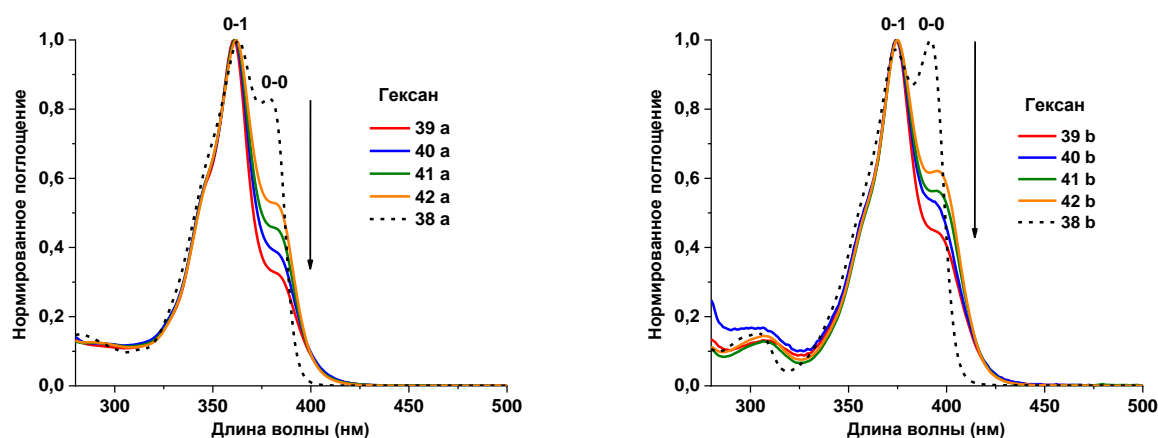 0-1
0-0
1,0
0,8
0,6
0,4
0,2
0,0
Нормированное поглощение
Гексан
39 a
40 a
41 a
42 a
38 a
300 350 400 450 500
Длина волны (нм)
0-1 0-0
1,0
0,8
0,6
0,4
0,2
0,0
Нормированное поглощение
Гексан
39 b
40 b
41 b
42 b
38 b
300 350 400 450 500
Длина волны (нм)